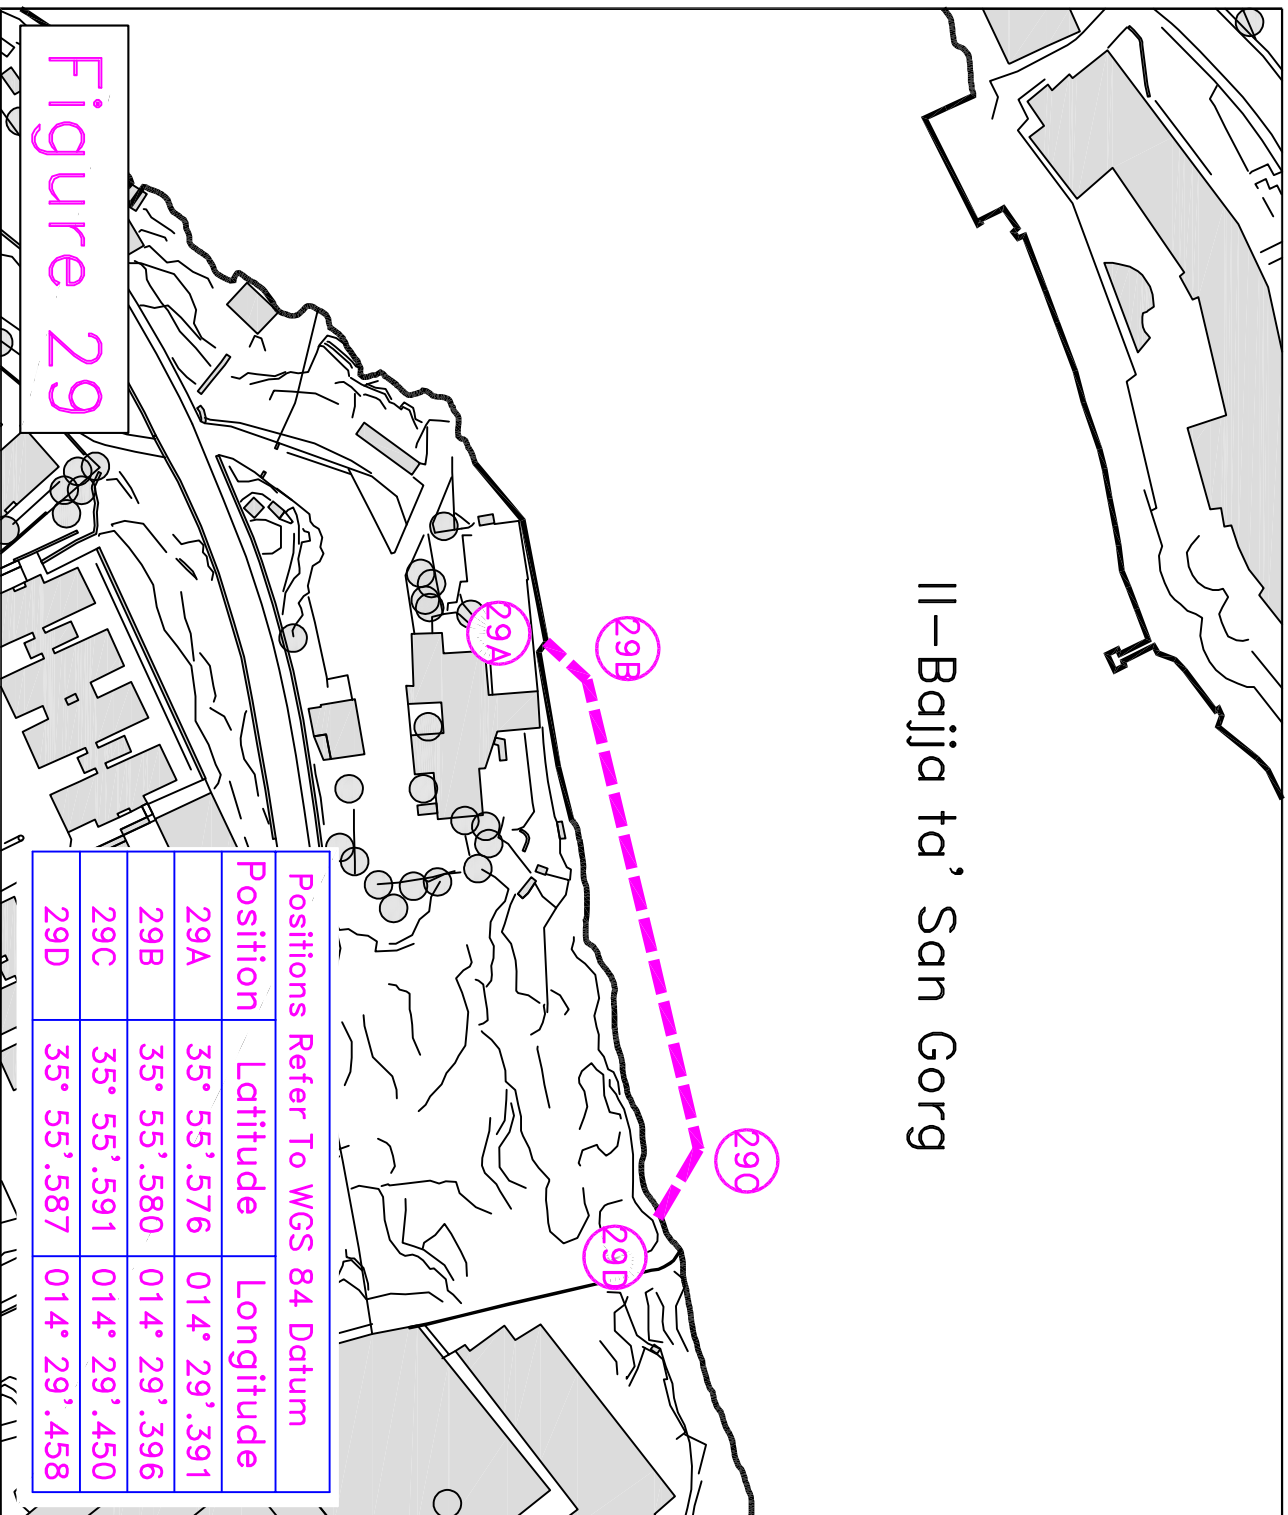 Il-Bajja ta' San Gorg
29A
29B
29C
29D
Figure 29
Positions Refer To WGS 84 Datum
Position Latitude Longitude
29A 35° 55'.576 014° 29'.391
29B 35° 55'.580 014° 29'.396
29C 35° 55'.591 014° 29'.450
29D 35° 55'.587 014° 29'.458